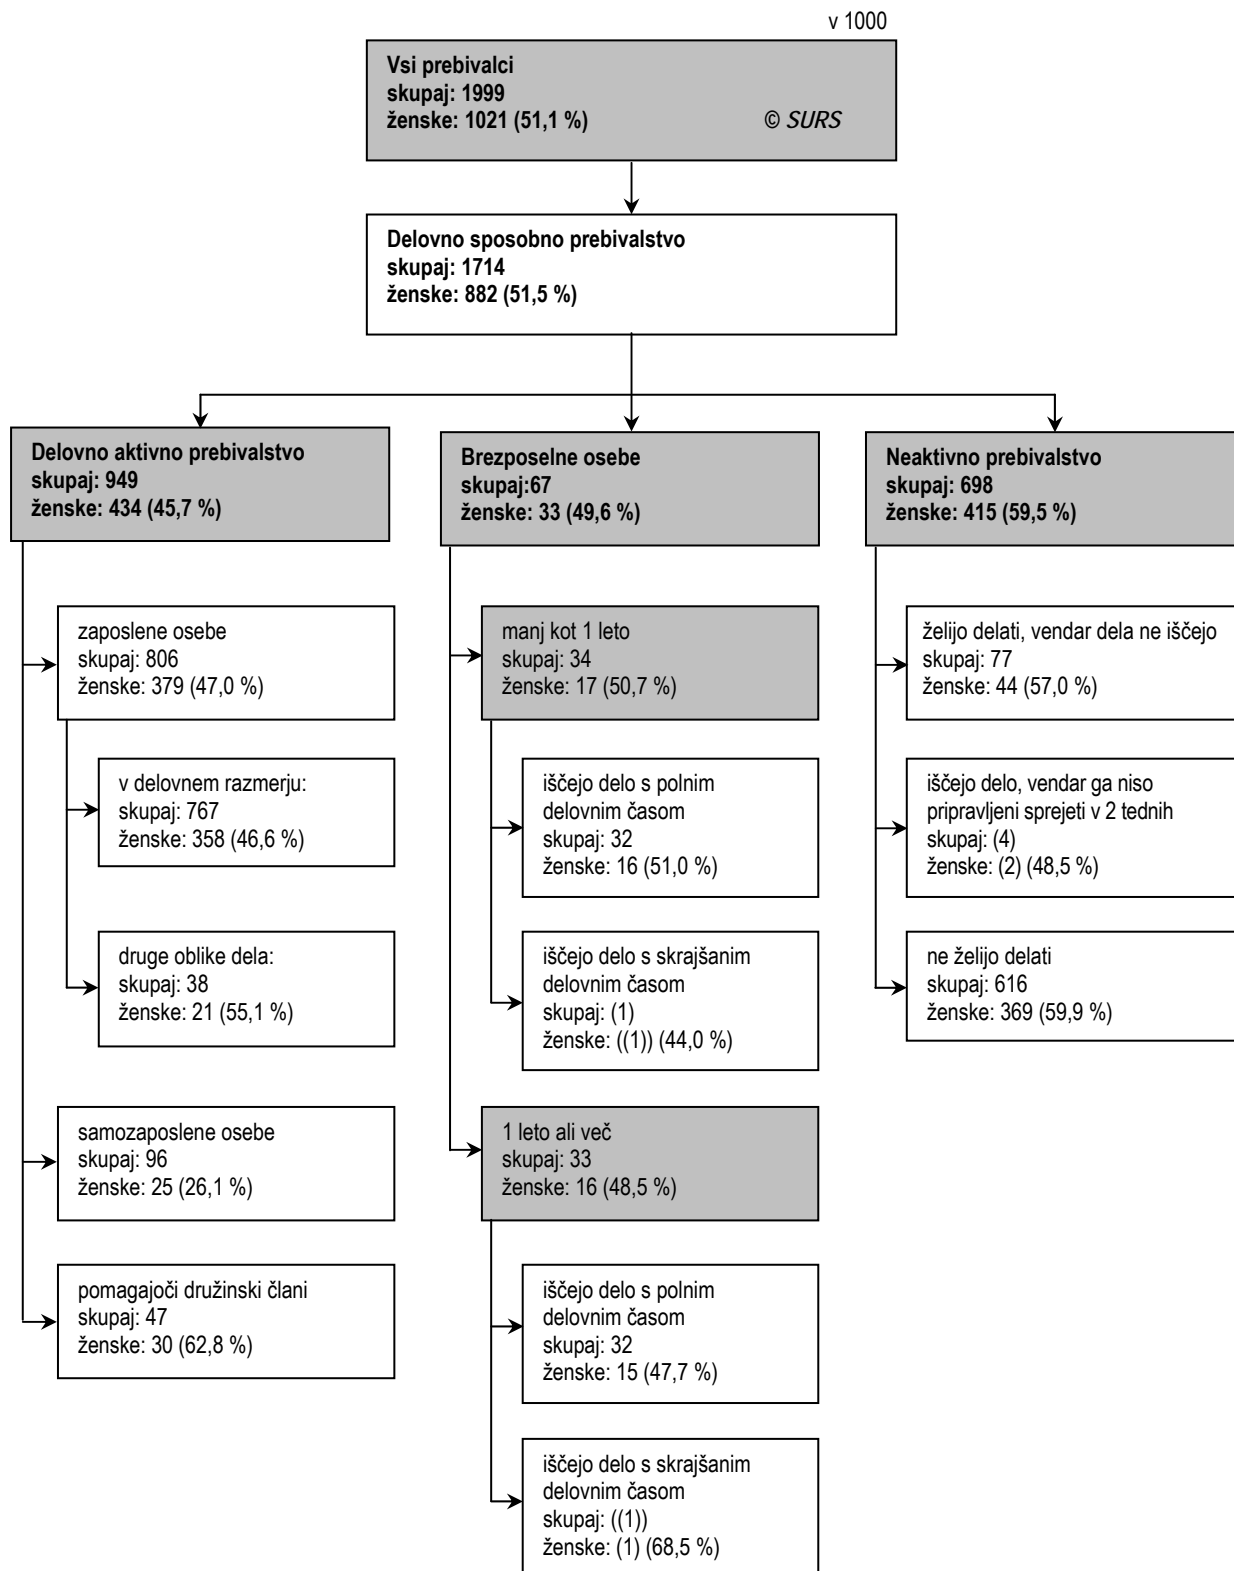 v 1000
Vsi prebivalci
skupaj: 1999
ženske: 1021 (51,1 %)
© SURS
Delovno sposobno prebivalstvo
skupaj: 1714
ženske: 882 (51,5 %)
Delovno aktivno prebivalstvo
skupaj: 949
ženske: 434 (45,7 %)
zaposlene osebe
skupaj: 806
ženske: 379 (47,0 %)
v delovnem razmerju:
skupaj: 767
ženske: 358 (46,6 %)
druge oblike dela:
skupaj: 38
ženske: 21 (55,1 %)
samozaposlene osebe
skupaj: 96
ženske: 25 (26,1 %)
pomagajoči družinski člani
skupaj: 47
ženske: 30 (62,8 %)
Brezposelne osebe
skupaj:67
ženske: 33 (49,6 %)
manj kot 1 leto
skupaj: 34
ženske: 17 (50,7 %)
iščejo delo s polnim
delovnim časom
skupaj: 32
ženske: 16 (51,0 %)
iščejo delo s skrajšanim
delovnim časom
skupaj: (1)
ženske: ((1)) (44,0 %)
1 leto ali več
skupaj: 33
ženske: 16 (48,5 %)
iščejo delo s polnim
delovnim časom
skupaj: 32
ženske: 15 (47,7 %)
iščejo delo s skrajšanim
delovnim časom
skupaj: ((1))
ženske: (1) (68,5 %)
Neaktivno prebivalstvo
skupaj: 698
ženske: 415 (59,5 %)
želijo delati, vendar dela ne iščejo
skupaj: 77
ženske: 44 (57,0 %)
iščejo delo, vendar ga niso
pripravljeni sprejeti v 2 tednih
skupaj: (4)
ženske: (2) (48,5 %)
ne želijo delati
skupaj: 616
ženske: 369 (59,9 %)